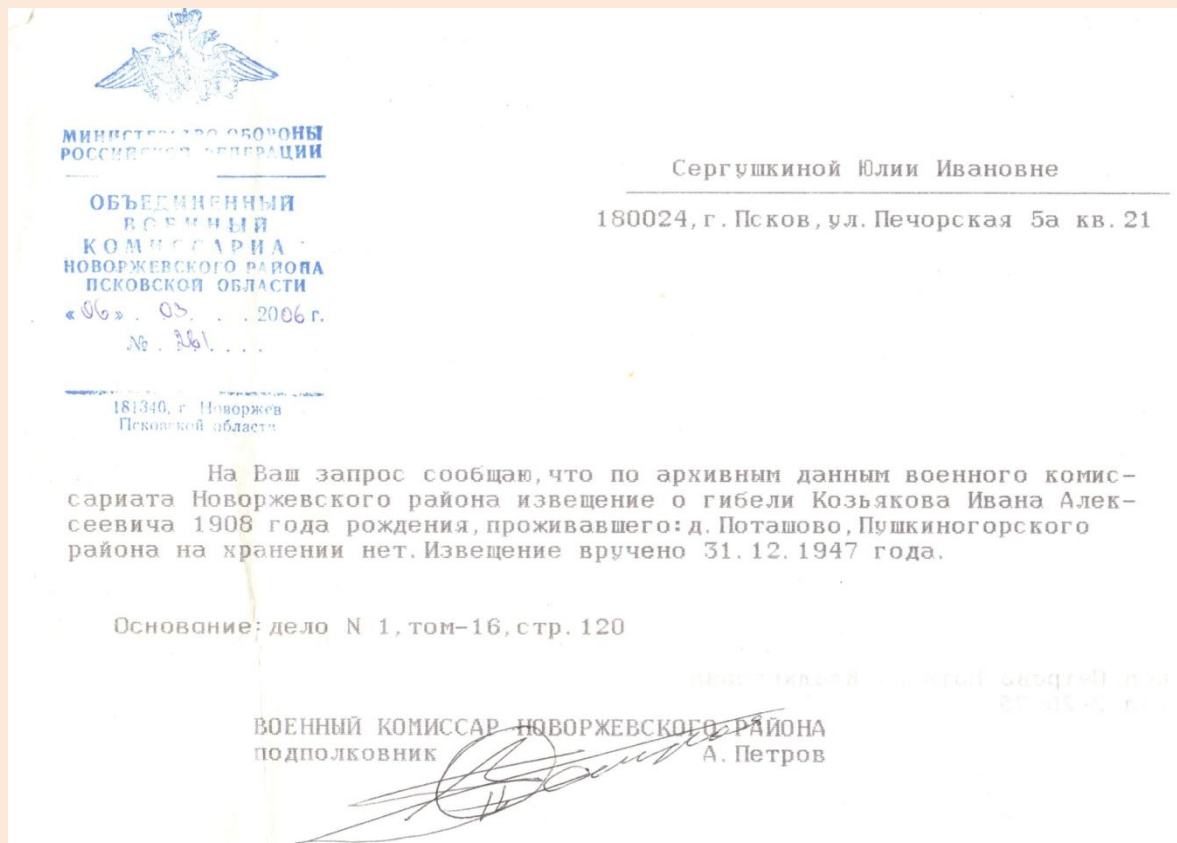 МИНИСТЕРСТВО ОБОРОНЫ
РОССИЙСКОЙ ФЕДЕРАЦИИ
ОБЪЕДИНЕННЫЙ
ВОЕННЫЙ
КОМИССАРИАТ
НОВОРЖЕВСКОГО РАЙОНА
ПСКОВСКОЙ ОБЛАСТИ
«06» . 03. . . 2006 г.
№ . 261 . . . .
181340, г. Новоржев
Псковской области
Сергушкиной Юлии Ивановне
180024,г.Псков,ул.Печорская 5а кв.21
На Ваш запрос сообщаю,что по архивным данным военного комис-
сариата Новоржевского района извещение о гибели Козьякова Ивана Алек-
сеевича 1908 года рождения,проживавшего:д.Поташово,Пушкиногорского
района на хранении нет.Извещение вручено 31.12.1947 года.
Основание:дело N 1,том-16,стр.120
ВОЕННЫЙ КОМИССАР НОВОРЖЕВСКОГО РАЙОНА
подполковник А.Петров